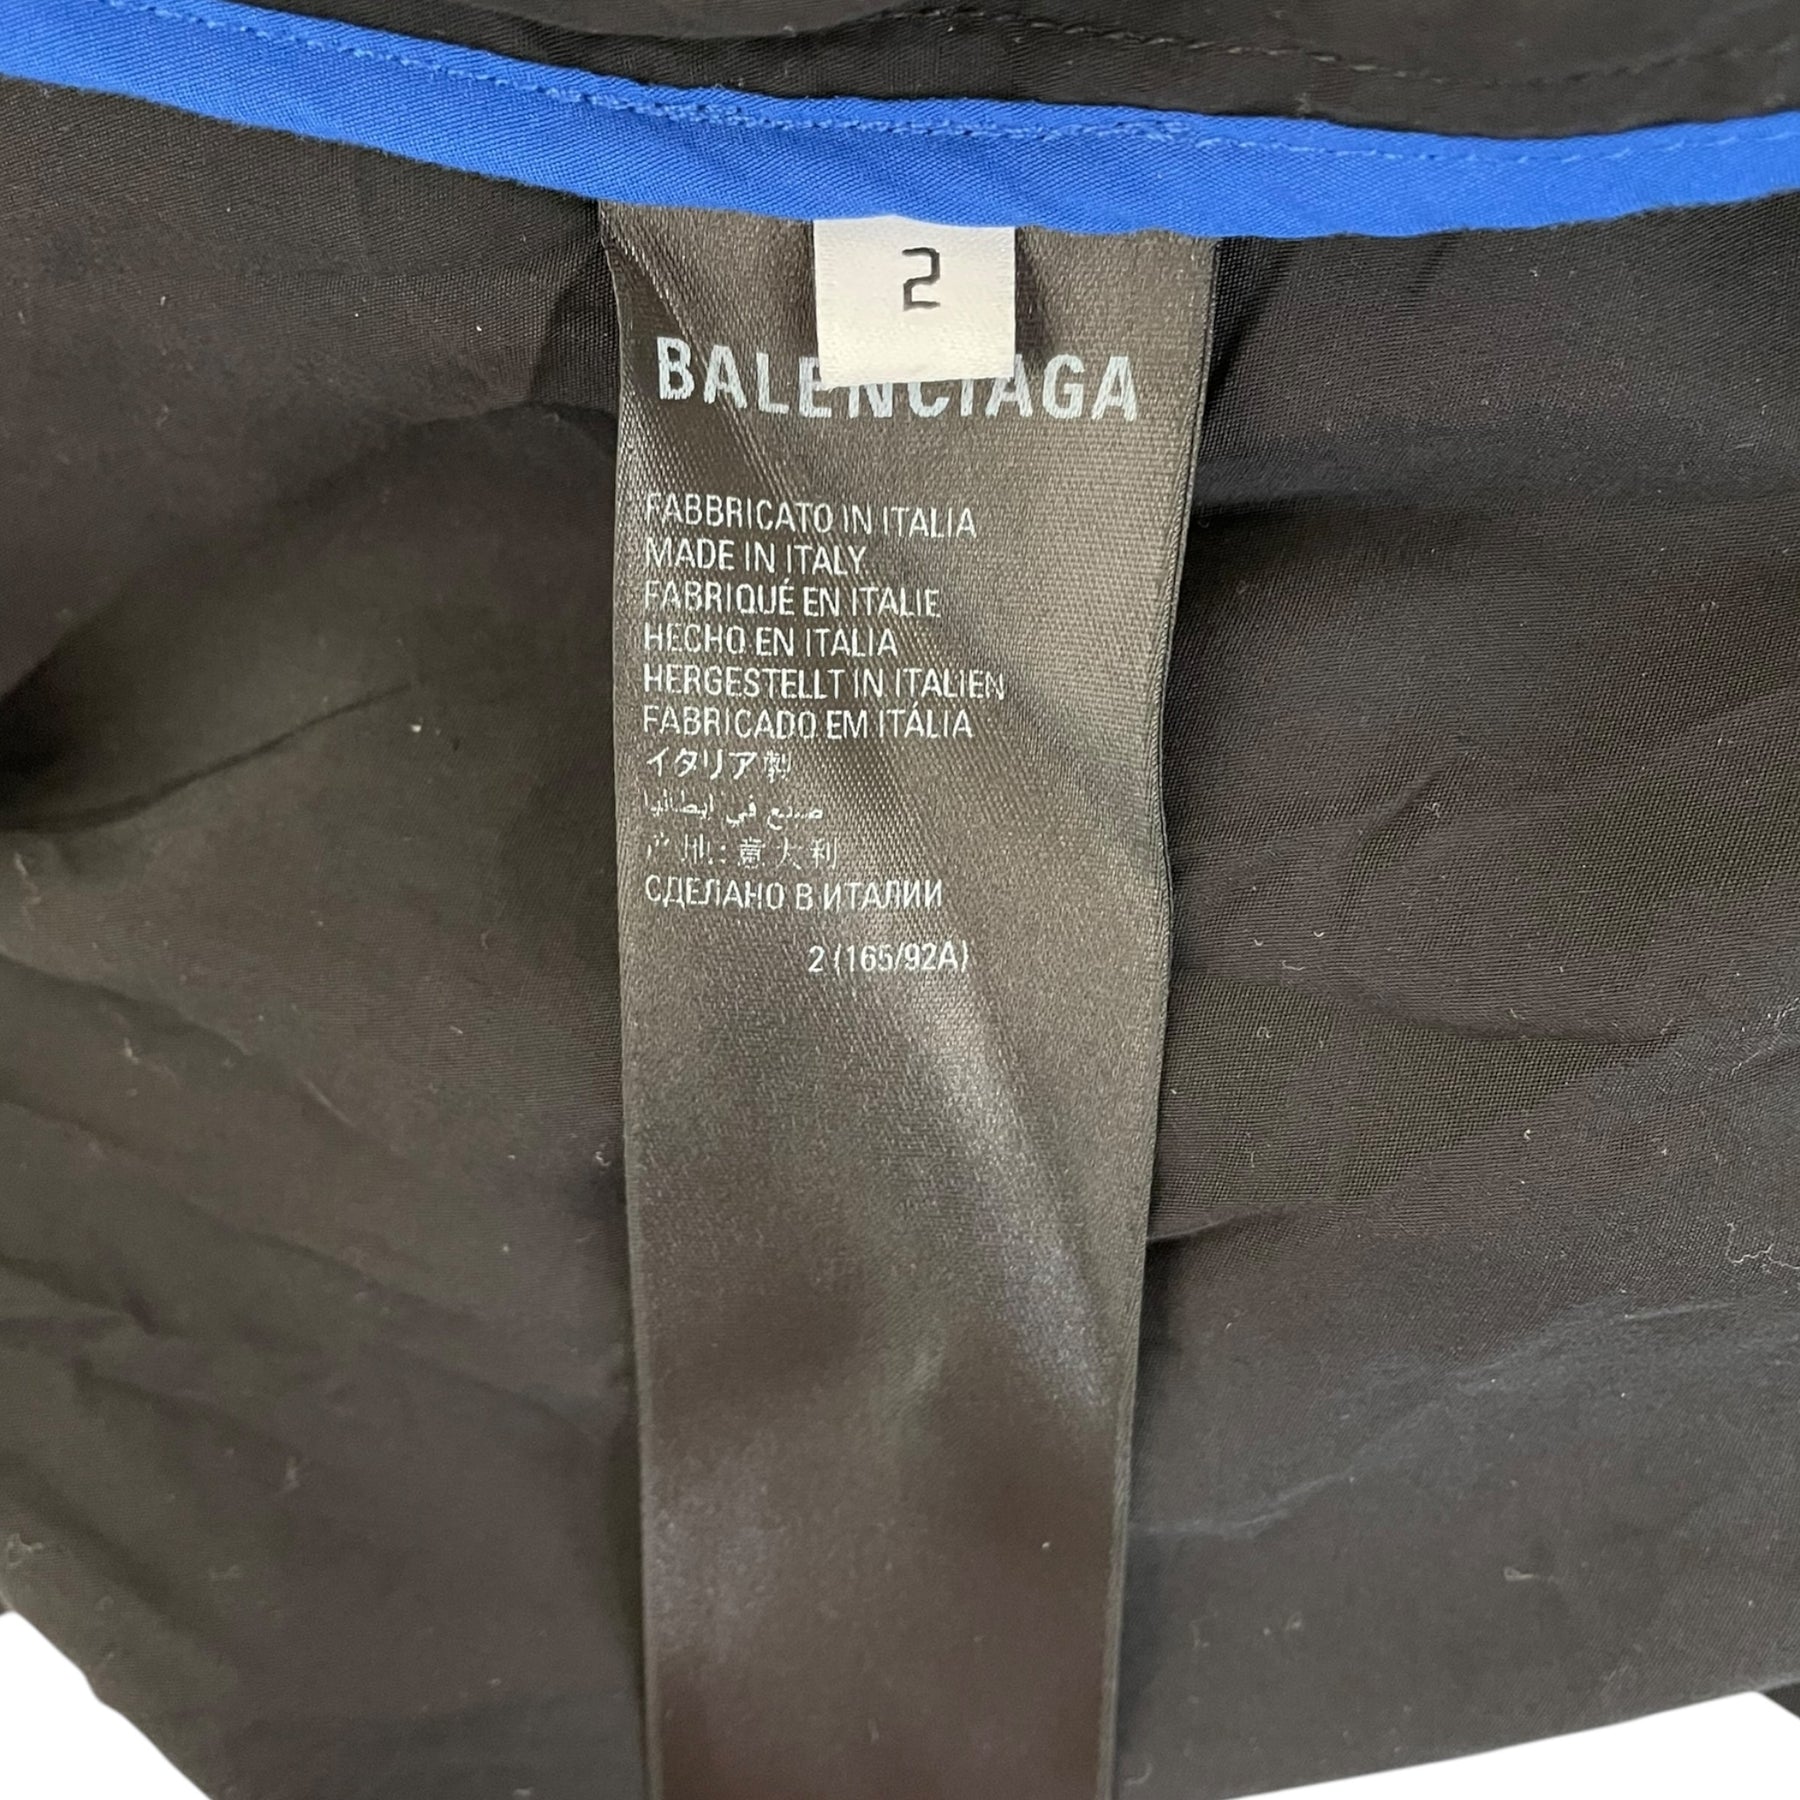 2
BALENCIAGA
FABBRICATO IN ITALIA
MADE IN ITALY
FABRIQUÉ EN ITALIE
HECHO EN ITALIA
HERGESTELLT IN ITALIEN
FABRICADO EM ITÁLIA
イタリア製
صنع في ايطاليا
产地:意大利
СДЕЛАНО В ИТАЛИИ
2 (165/92A)